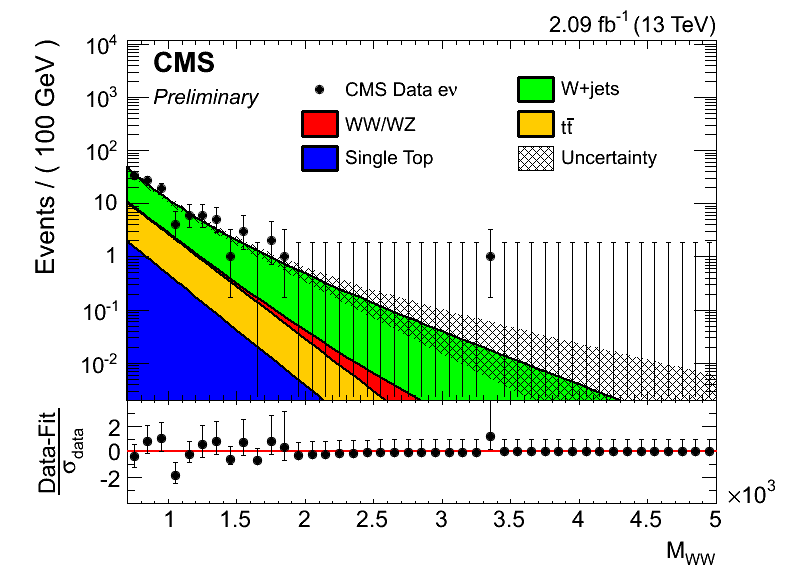 2.09 fb⁻¹ (13 TeV)
CMS
Preliminary
CMS Data eν
WW/WZ
Single Top
W+jets
tt̄
Uncertainty
Events / ( 100 GeV )
10⁴
10³
10²
10
1
10⁻¹
10⁻²
Data-Fit
σ_data
2
0
-2
1 1.5 2 2.5 3 3.5 4 4.5 5
×10³
M_WW